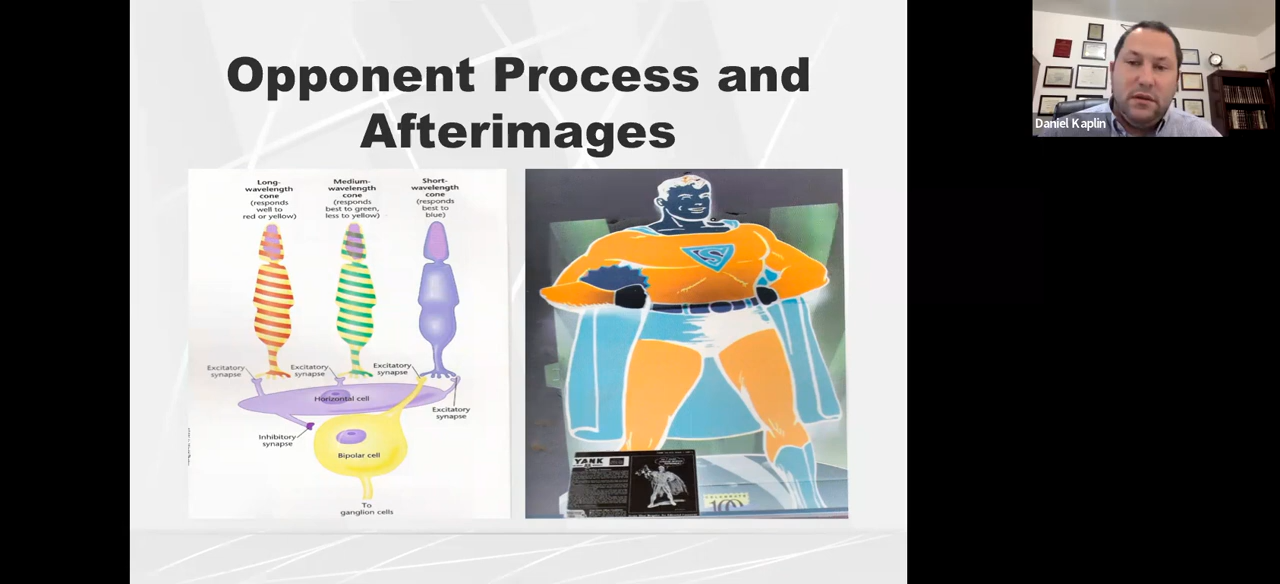 Opponent Process and
Afterimages
Long-
wavelength
cone
(responds
well to
red or yellow)
Medium-
wavelength
cone
(responds
best to green,
less to yellow)
Short-
wavelength
cone
(responds
best to
blue)
Excitatory
synapse
Excitatory
synapse
Excitatory
synapse
Horizontal cell
Excitatory
synapse
Inhibitory
synapse
Bipolar cell
To
ganglion cells
S
YANK
CELEBRATE
100
Daniel Kaplin